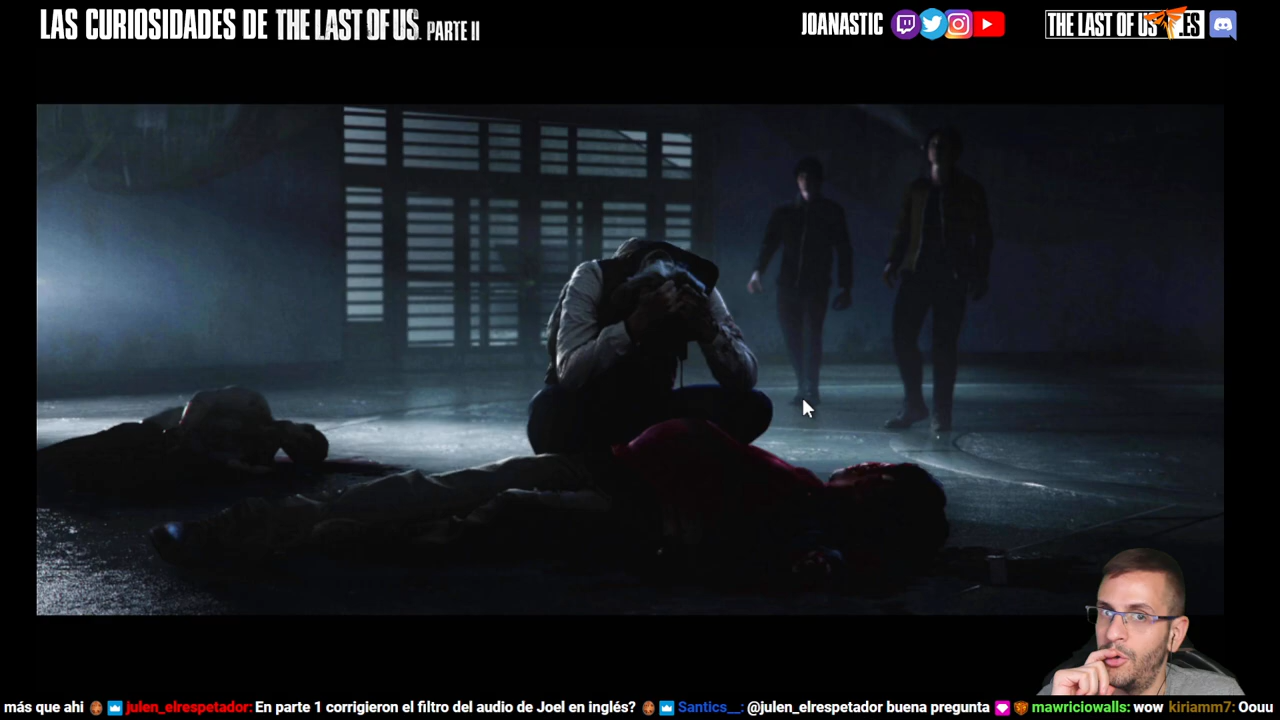 LAS CURIOSIDADES DE THE LAST OF US PARTE II
JOANASTIC
THE LAST OF US .ES
más que ahi julen_elrespetador: En parte 1 corrigieron el filtro del audio de Joel en inglés? Santics__: @julen_elrespetador buena pregunta mawriciowalls: wow kiriamm7: Oouu